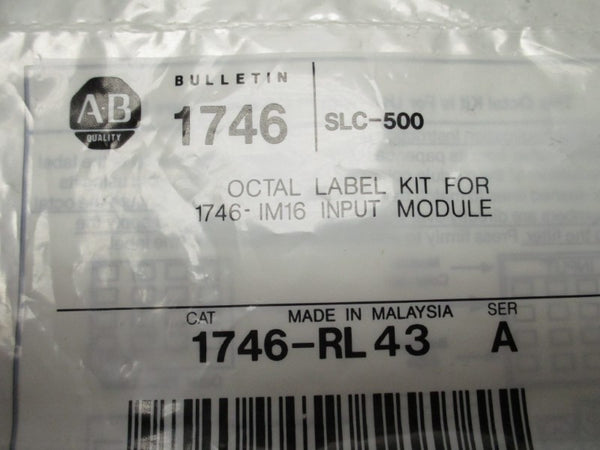 A-B
QUALITY
BULLETIN
1746
SLC-500
OCTAL LABEL KIT FOR
1746-IM16 INPUT MODULE
CAT
MADE IN MALAYSIA
SER
1746-RL43
A